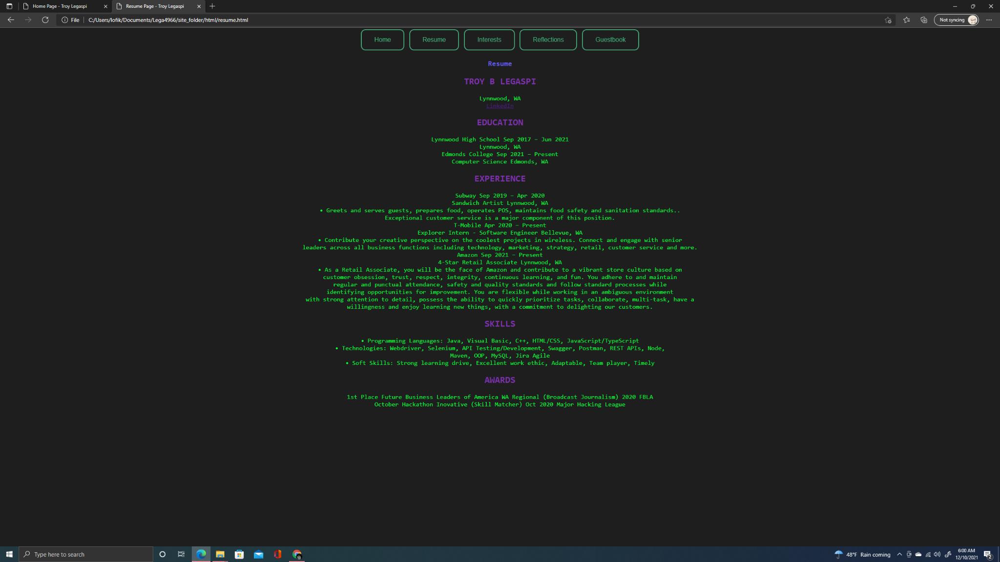 Home Page - Troy Legaspi
Resume Page - Troy Legaspi
File
C:/Users/lofik/Documents/Lega4966/site_folder/html/resume.html
Not syncing
Home
Resume
Interests
Reflections
Guestbook
Resume
TROY B LEGASPI
Lynnwood, WA
LinkedIn
EDUCATION
Lynnwood High School Sep 2017 – Jun 2021
Lynnwood, WA
Edmonds College Sep 2021 – Present
Computer Science Edmonds, WA
EXPERIENCE
Subway Sep 2019 – Apr 2020
Sandwich Artist Lynnwood, WA
• Greets and serves guests, prepares food, operates POS, maintains food safety and sanitation standards..
Exceptional customer service is a major component of this position.
T-Mobile Apr 2020 – Present
Explorer Intern - Software Engineer Bellevue, WA
• Contribute your creative perspective on the coolest projects in wireless. Connect and engage with senior
leaders across all business functions including technology, marketing, strategy, retail, customer service and more.
Amazon Sep 2021 – Present
4-Star Retail Associate Lynnwood, WA
• As a Retail Associate, you will be the face of Amazon and contribute to a vibrant store culture based on
customer obsession, trust, respect, integrity, continuous learning, and fun. You adhere to and maintain
regular and punctual attendance, safety and quality standards and follow standard processes while
identifying opportunities for improvement. You are flexible while working in an ambiguous environment
with strong attention to detail, possess the ability to quickly prioritize tasks, collaborate, multi-task, have a
willingness and enjoy learning new things, with a commitment to delighting our customers.
SKILLS
• Programming Languages: Java, Visual Basic, C++, HTML/CSS, JavaScript/TypeScript
• Technologies: Webdriver, Selenium, API Testing/Development, Swagger, Postman, REST APIs, Node,
Maven, OOP, MySQL, Jira Agile
• Soft Skills: Strong learning drive, Excellent work ethic, Adaptable, Team player, Timely
AWARDS
1st Place Future Business Leaders of America WA Regional (Broadcast Journalism) 2020 FBLA
October Hackathon Inovative (Skill Matcher) Oct 2020 Major Hacking League
Type here to search
48°F Rain coming
6:00 AM
12/10/2021
2